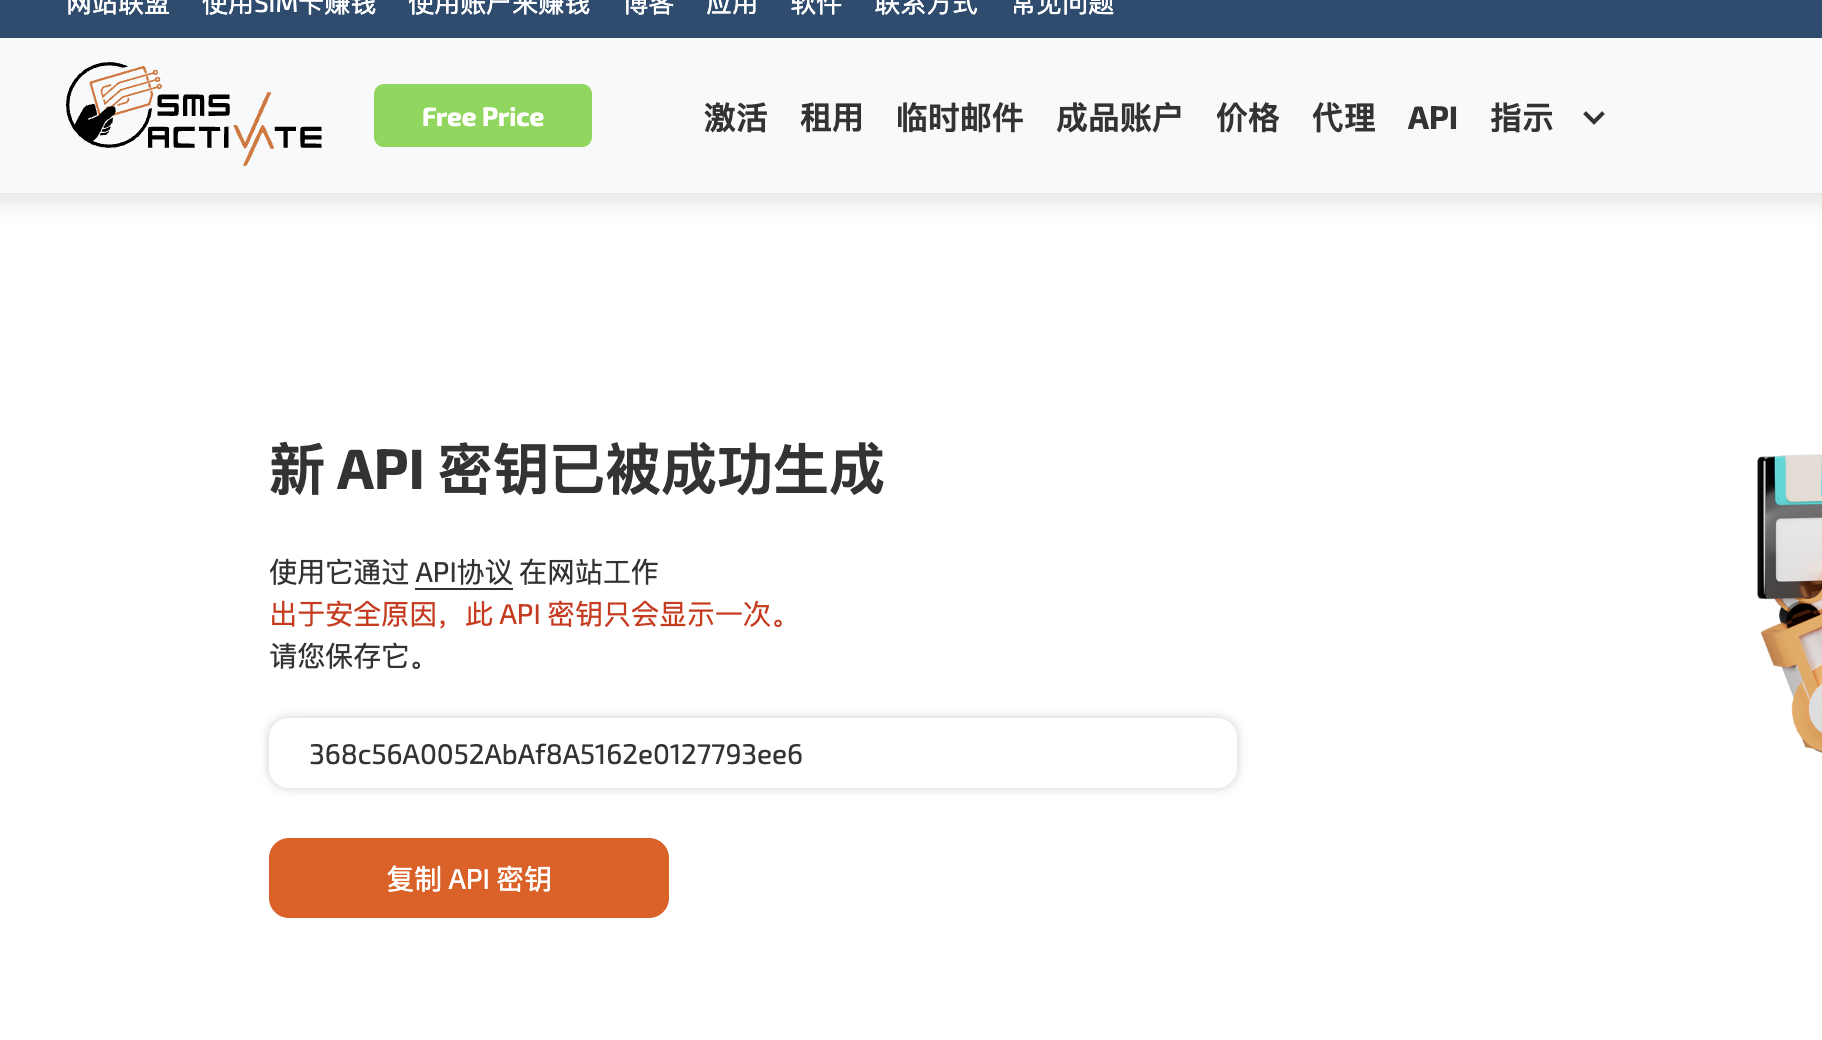 网站联盟 使用SIM卡赚钱 使用账户来赚钱 博客 应用 软件 联系方式 常见问题
SMS
ACTIVATE
Free Price
激活 租用 临时邮件 成品账户 价格 代理 API 指示
新 API 密钥已被成功生成
使用它通过 API协议 在网站工作
出于安全原因，此 API 密钥只会显示一次。
请您保存它。
368c56A0052AbAf8A5162e0127793ee6
复制 API 密钥